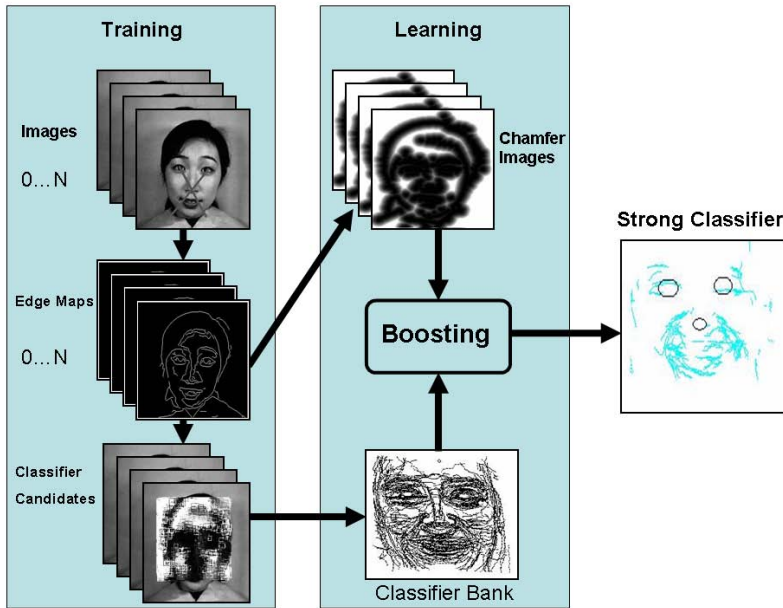 Training
Images
0...N
Edge Maps
0...N
Classifier
Candidates
Learning
Chamfer
Images
Boosting
Classifier Bank
Strong Classifier